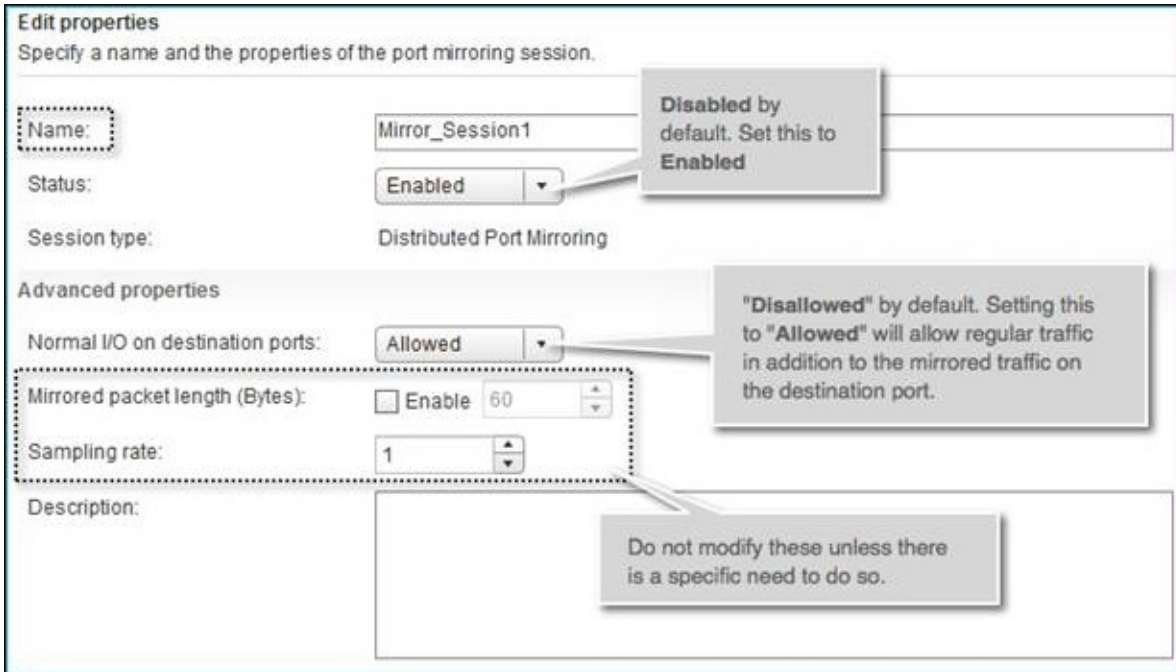 Edit properties
Specify a name and the properties of the port mirroring session.
Name:
Mirror_Session1
Disabled by
default. Set this to
Enabled
Status:
Enabled
Session type:
Distributed Port Mirroring
Advanced properties
Normal I/O on destination ports:
Allowed
"Disallowed" by default. Setting this
to "Allowed" will allow regular traffic
in addition to the mirrored traffic on
the destination port.
Mirrored packet length (Bytes):
Enable 60
Sampling rate:
1
Description:
Do not modify these unless there
is a specific need to do so.